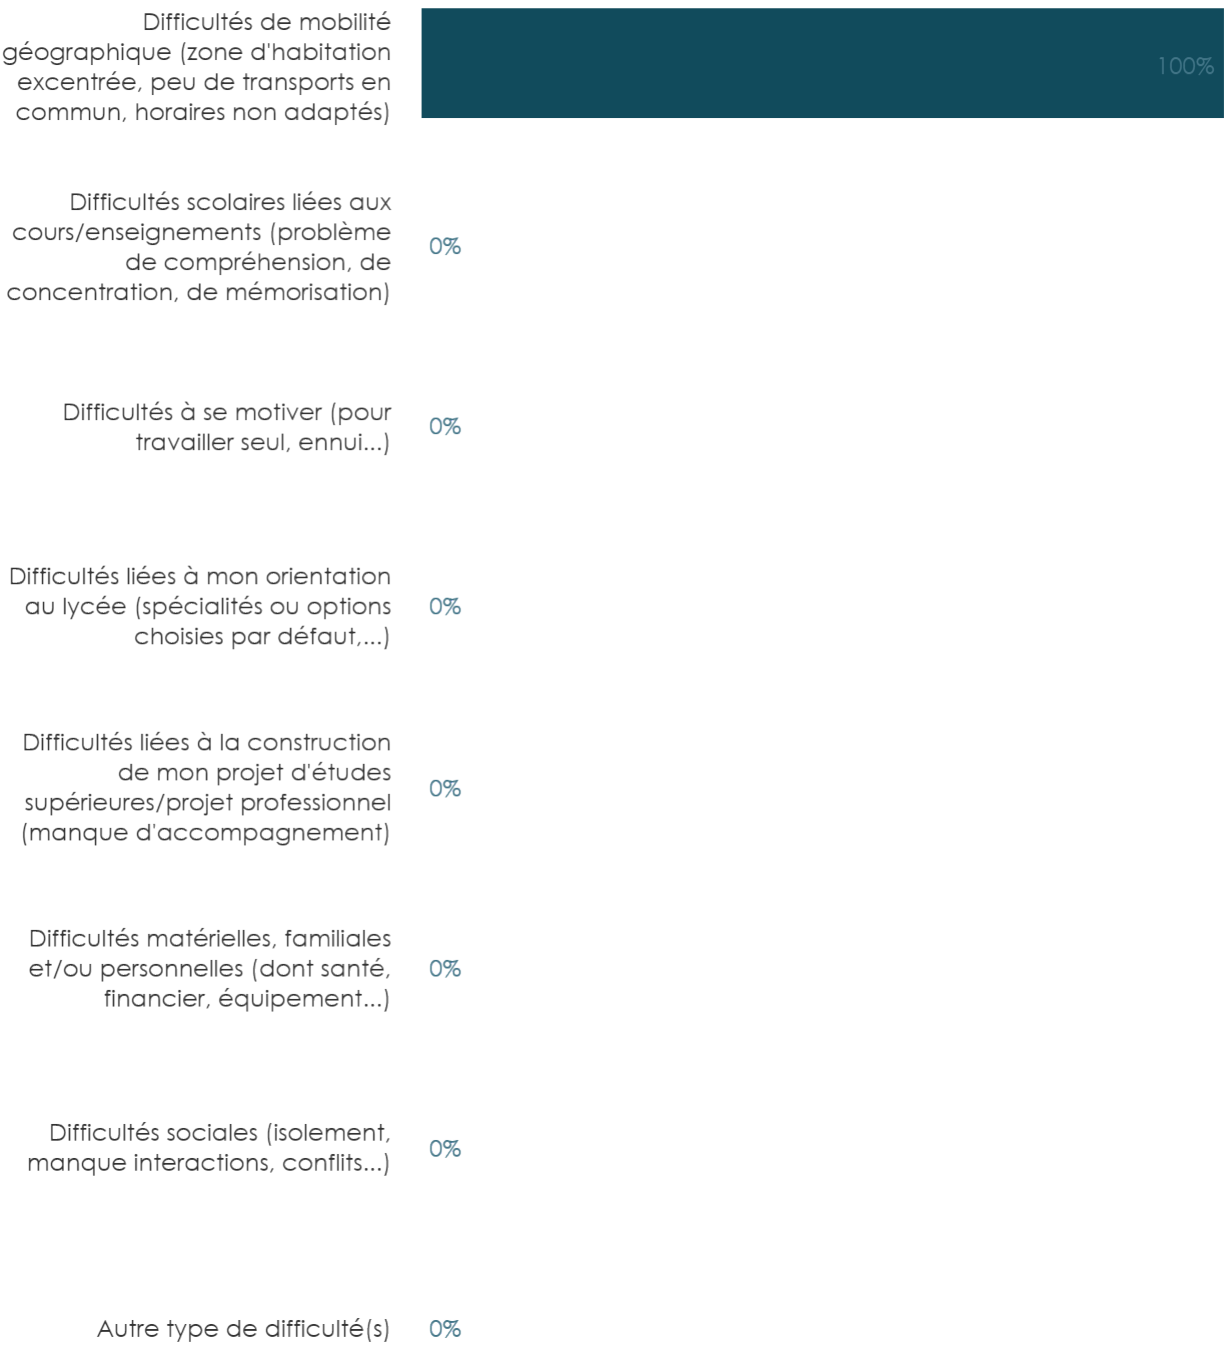 Difficultés de mobilité
géographique (zone d'habitation
excentrée, peu de transports en
commun, horaires non adaptés)
100%
Difficultés scolaires liées aux
cours/enseignements (problème
de compréhension, de
concentration, de mémorisation)
0%
Difficultés à se motiver (pour
travailler seul, ennui...)
0%
Difficultés liées à mon orientation
au lycée (spécialités ou options
choisies par défaut,...)
0%
Difficultés liées à la construction
de mon projet d'études
supérieures/projet professionnel
(manque d'accompagnement)
0%
Difficultés matérielles, familiales
et/ou personnelles (dont santé,
financier, équipement...)
0%
Difficultés sociales (isolement,
manque interactions, conflits...)
0%
Autre type de difficulté(s)
0%